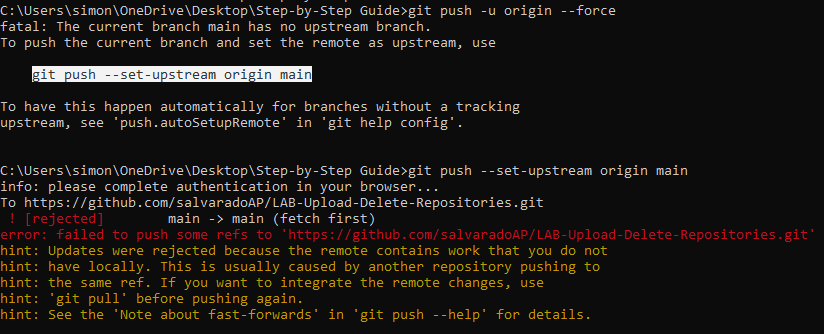 C:\Users\simon\OneDrive\Desktop\Step-by-Step Guide>git push -u origin --force
fatal: The current branch main has no upstream branch.
To push the current branch and set the remote as upstream, use
git push --set-upstream origin main
To have this happen automatically for branches without a tracking
upstream, see 'push.autoSetupRemote' in 'git help config'.
C:\Users\simon\OneDrive\Desktop\Step-by-Step Guide>git push --set-upstream origin main
info: please complete authentication in your browser...
To https://github.com/salvaradoAP/LAB-Upload-Delete-Repositories.git
! [rejected]        main -> main (fetch first)
error: failed to push some refs to 'https://github.com/salvaradoAP/LAB-Upload-Delete-Repositories.git'
hint: Updates were rejected because the remote contains work that you do not
hint: have locally. This is usually caused by another repository pushing to
hint: the same ref. If you want to integrate the remote changes, use
hint: 'git pull' before pushing again.
hint: See the 'Note about fast-forwards' in 'git push --help' for details.